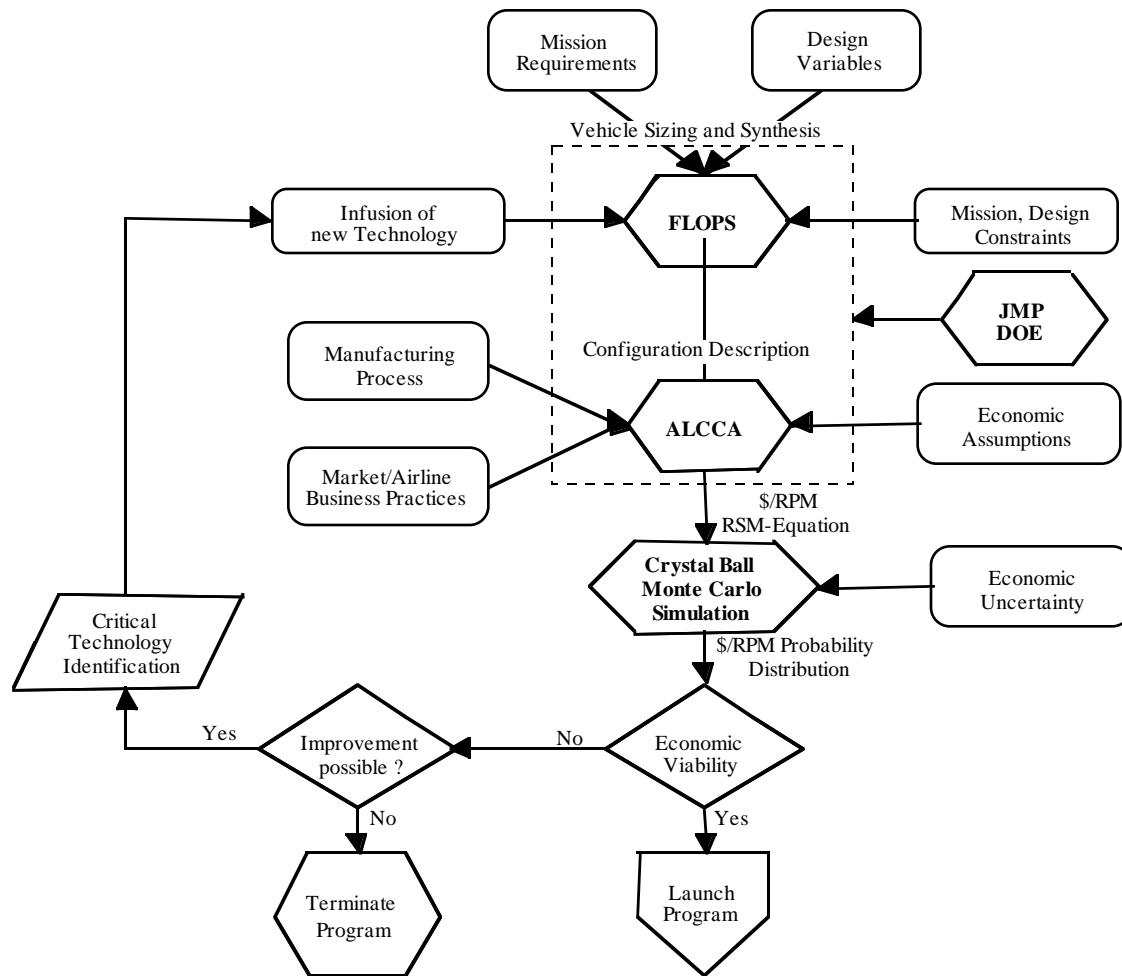 Mission
Requirements
Design
Variables
Vehicle Sizing and Synthesis
Infusion of
new Technology
FLOPS
Mission, Design
Constraints
JMP
DOE
Manufacturing
Process
Configuration Description
Market/Airline
Business Practices
ALCCA
Economic
Assumptions
$/RPM
RSM-Equation
Crystal Ball
Monte Carlo
Simulation
Economic
Uncertainty
Critical
Technology
Identification
$/RPM Probability
Distribution
Yes
Improvement
possible ?
No
Economic
Viability
No
Yes
Terminate
Program
Launch
Program